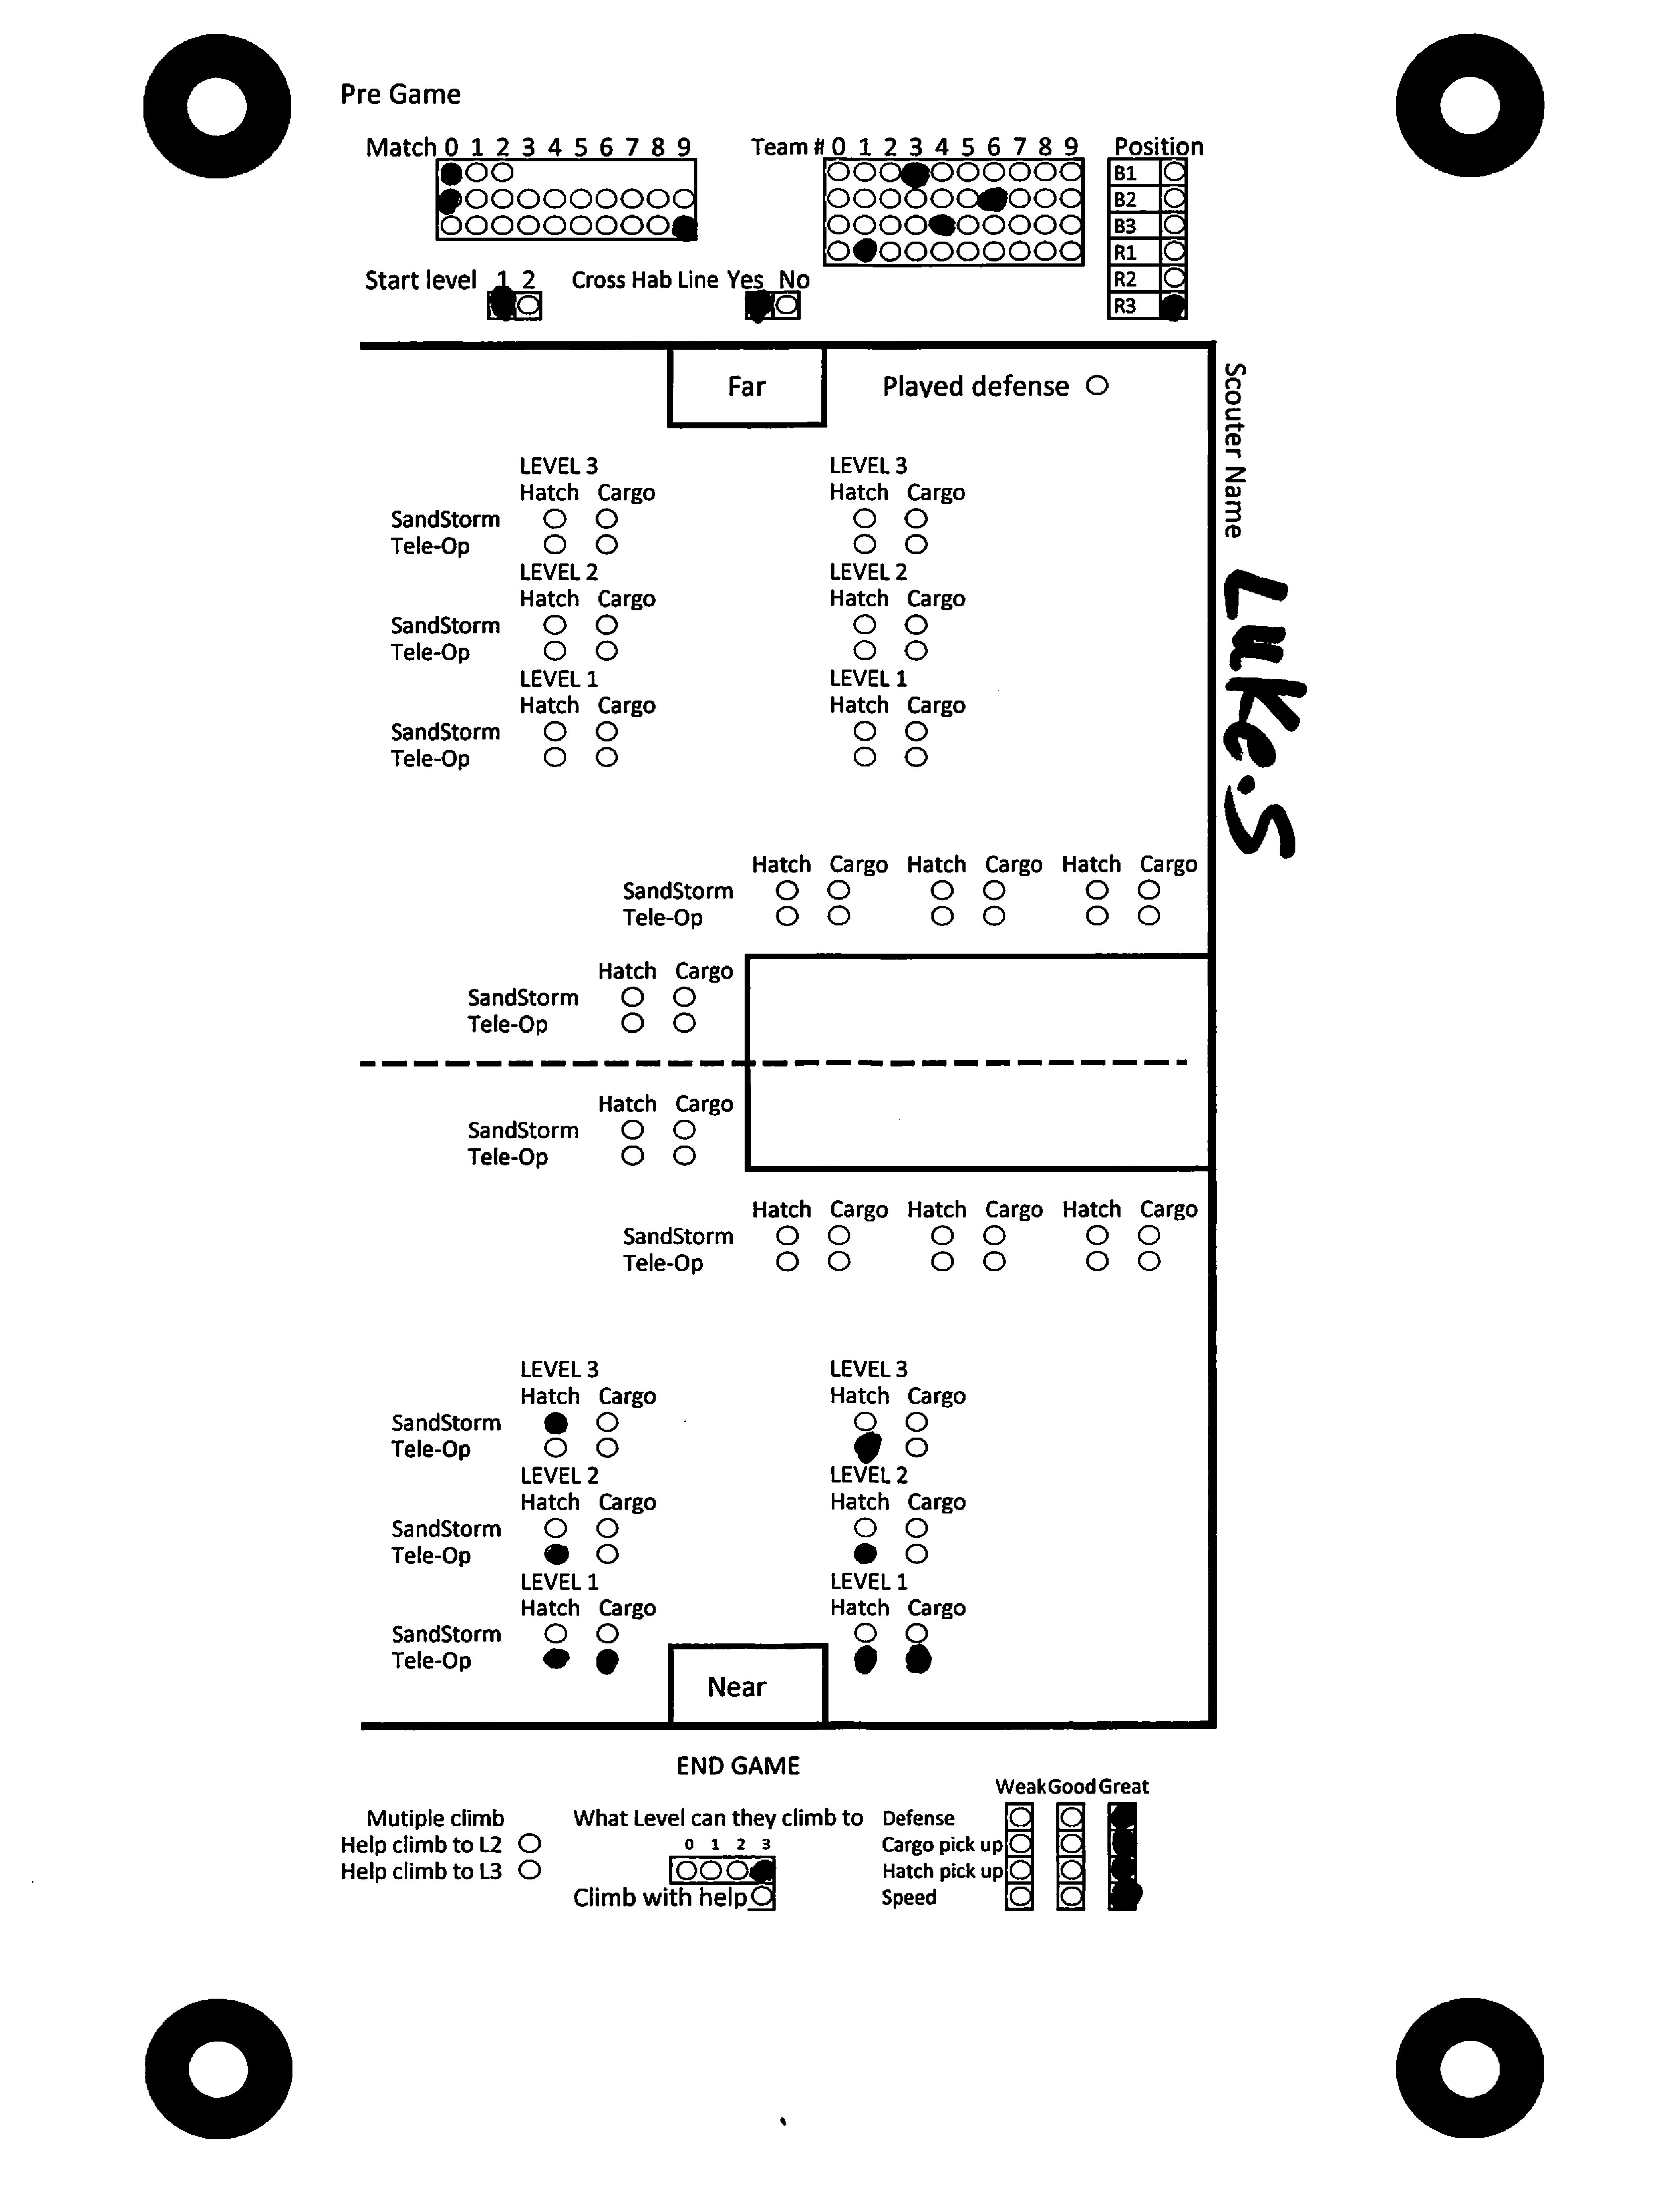 Pre Game
Match 0 1 2 3 4 5 6 7 8 9
Team # 0 1 2 3 4 5 6 7 8 9
Position
B1
B2
B3
R1
R2
R3
Start level 1 2
Cross Hab Line Yes No
Far
Played defense
Scouter Name Luke.S
LEVEL 3 LEVEL 3
Hatch Cargo Hatch Cargo
SandStorm
Tele-Op
LEVEL 2 LEVEL 2
Hatch Cargo Hatch Cargo
SandStorm
Tele-Op
LEVEL 1 LEVEL 1
Hatch Cargo Hatch Cargo
SandStorm
Tele-Op
Hatch Cargo Hatch Cargo Hatch Cargo
SandStorm
Tele-Op
Hatch Cargo
SandStorm
Tele-Op
Hatch Cargo
SandStorm
Tele-Op
Hatch Cargo Hatch Cargo Hatch Cargo
SandStorm
Tele-Op
LEVEL 3 LEVEL 3
Hatch Cargo Hatch Cargo
SandStorm
Tele-Op
LEVEL 2 LEVEL 2
Hatch Cargo Hatch Cargo
SandStorm
Tele-Op
LEVEL 1 LEVEL 1
Hatch Cargo Hatch Cargo
SandStorm
Tele-Op
Near
END GAME
Mutiple climb
Help climb to L2
Help climb to L3
What Level can they climb to
0 1 2 3
Climb with help
Weak Good Great
Defense
Cargo pick up
Hatch pick up
Speed